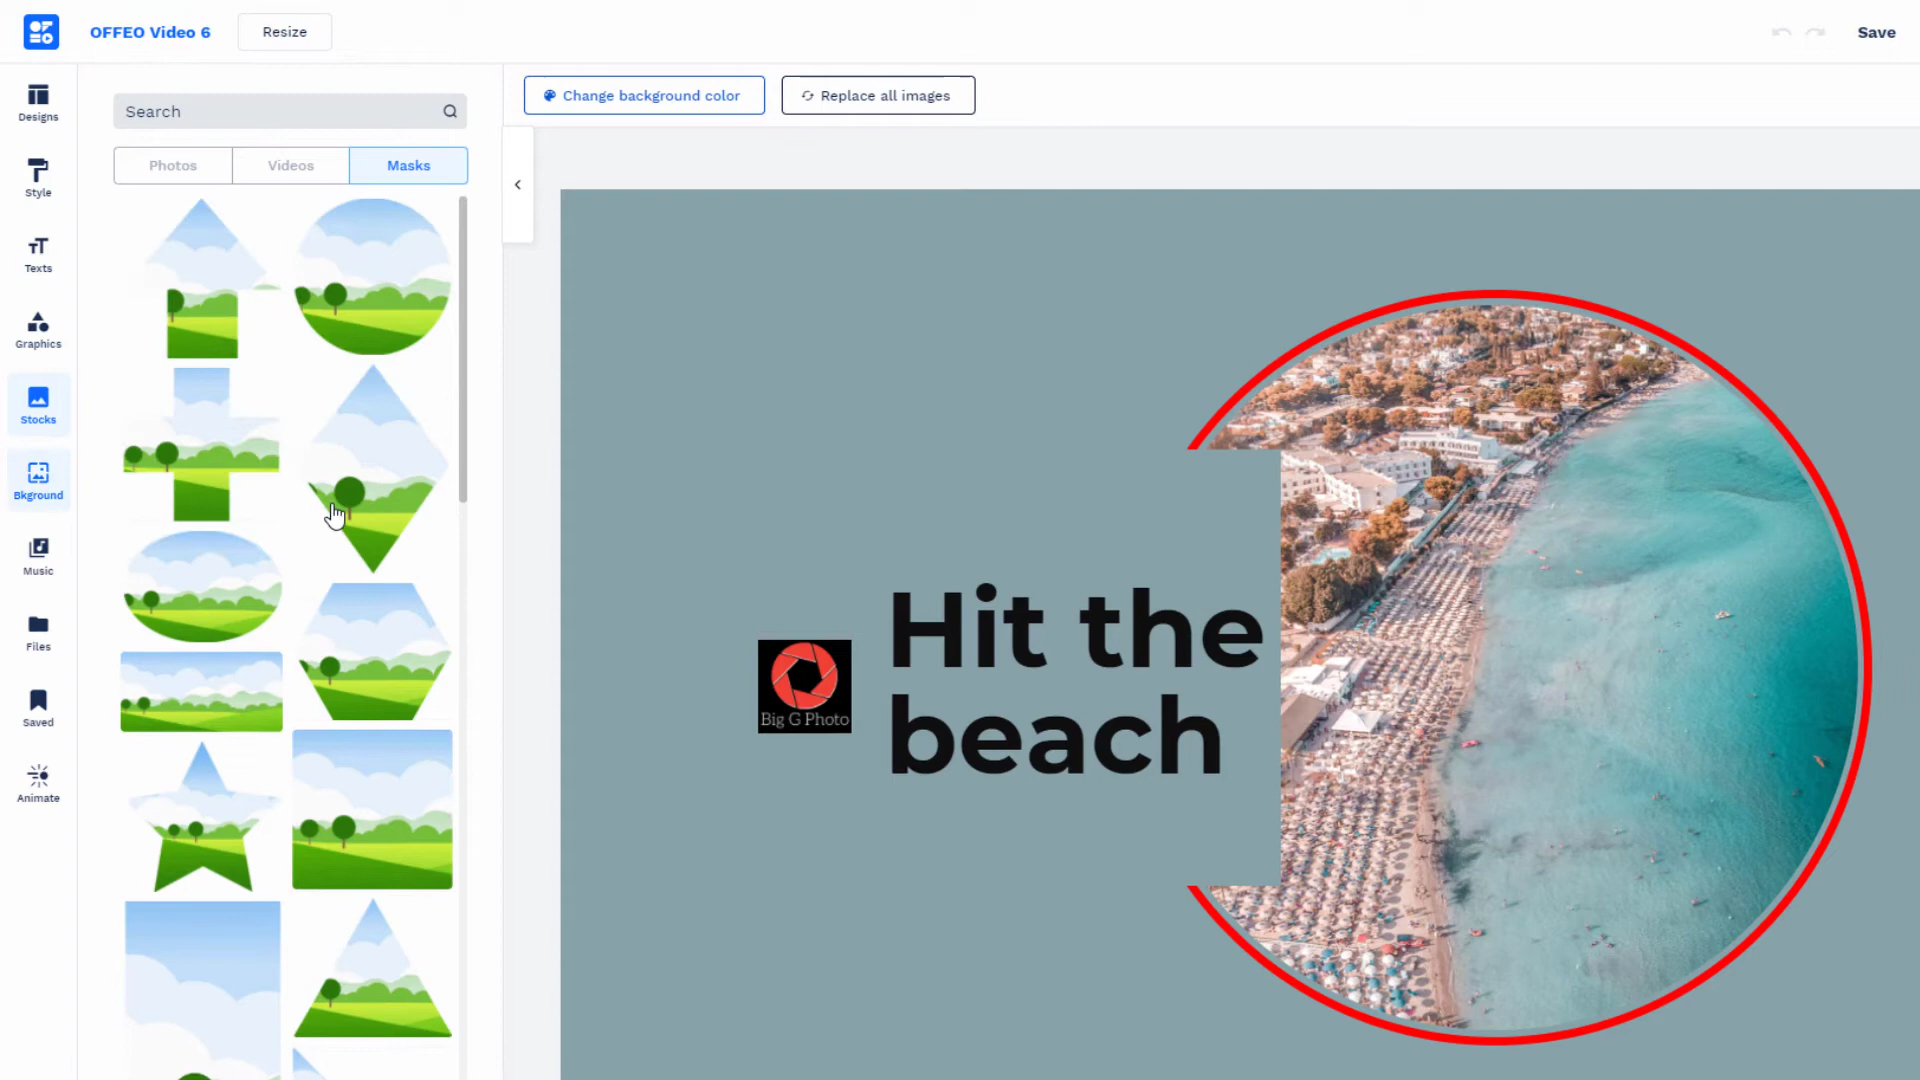 OFFEO Video 6
Resize
Save
Designs
Style
Texts
Graphics
Stocks
Bkground
Music
Files
Saved
Animate
Search
Photos
Videos
Masks
Change background color
Replace all images
Hit the
beach
Big G Photo